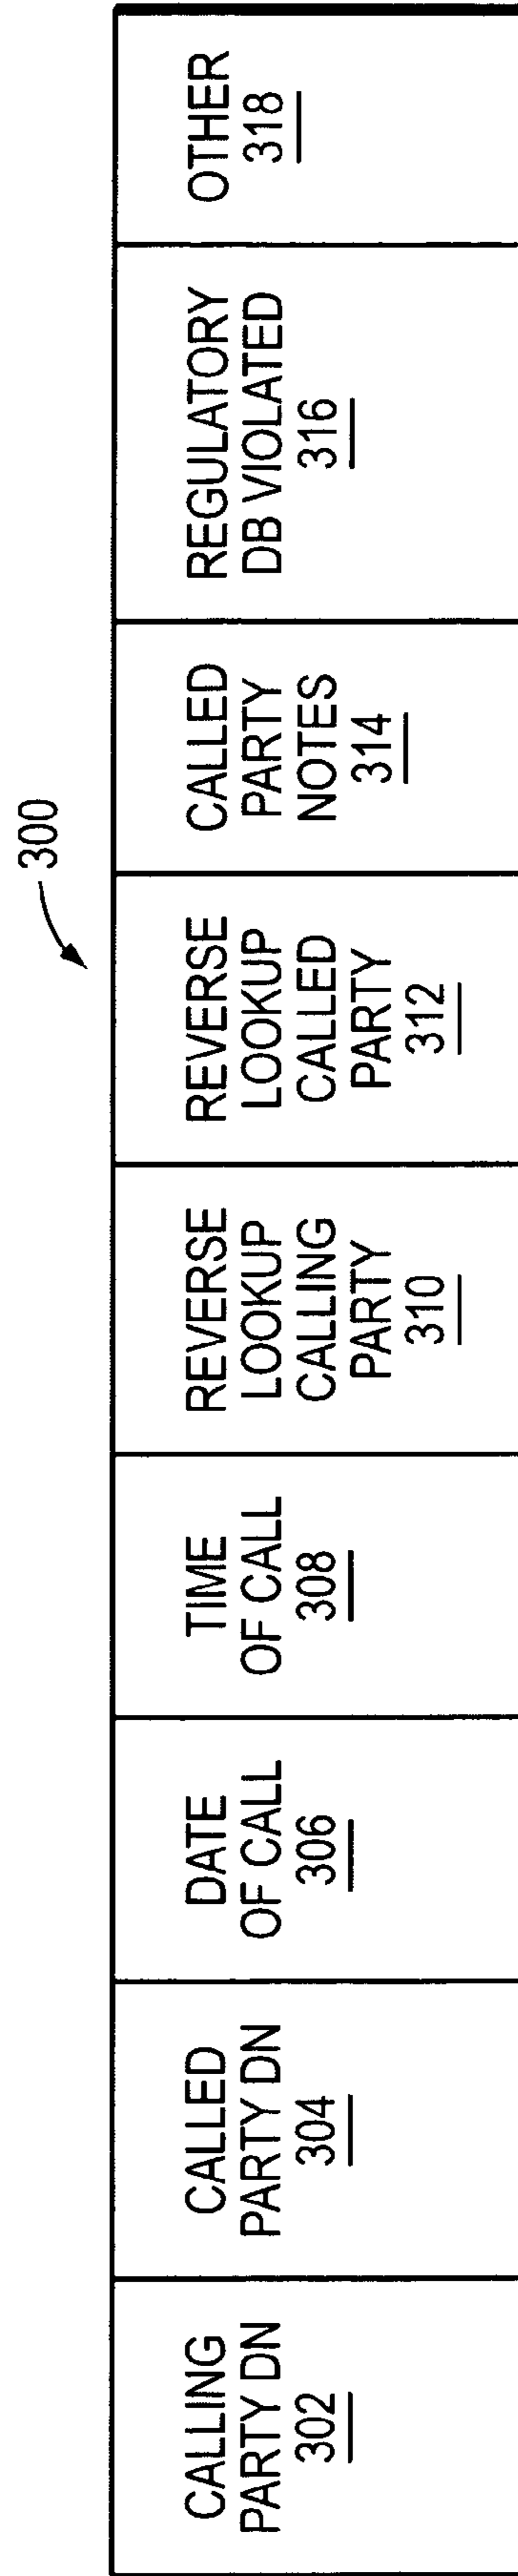 300
CALLING
PARTY DN
302
CALLED
PARTY DN
304
DATE
OF CALL
306
TIME
OF CALL
308
REVERSE
LOOKUP
CALLING
PARTY
310
REVERSE
LOOKUP
CALLED
PARTY
312
CALLED
PARTY
NOTES
314
REGULATORY
DB VIOLATED
316
OTHER
318